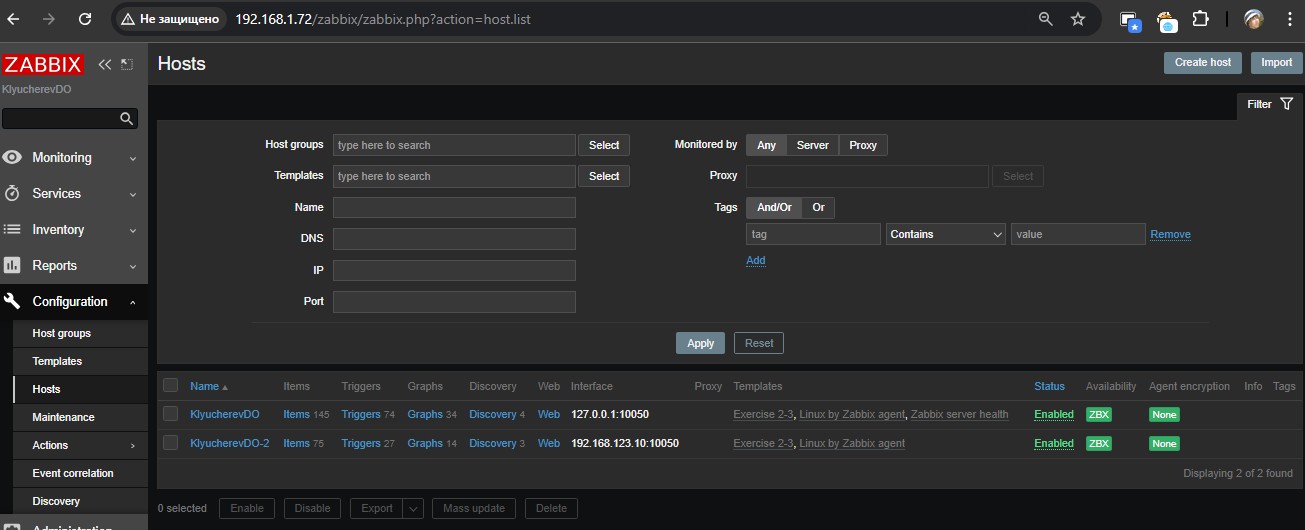 Не защищено 192.168.1.72/zabbix/zabbix.php?action=host.list
ZABBIX
KlyucherevDO
Monitoring
Services
Inventory
Reports
Configuration
Host groups
Templates
Hosts
Maintenance
Actions
Event correlation
Discovery
Administration
Hosts
Create host Import
Filter
Host groups type here to search Select
Templates type here to search Select
Name
DNS
IP
Port
Monitored by Any Server Proxy
Proxy Select
Tags And/Or Or
tag Contains value Remove
Add
Apply Reset
Name Items Triggers Graphs Discovery Web Interface Proxy Templates Status Availability Agent encryption Info Tags
KlyucherevDO Items 145 Triggers 74 Graphs 34 Discovery 4 Web 127.0.0.1:10050 Exercise 2-3, Linux by Zabbix agent, Zabbix server health Enabled ZBX None
KlyucherevDO-2 Items 75 Triggers 27 Graphs 14 Discovery 3 Web 192.168.123.10:10050 Exercise 2-3, Linux by Zabbix agent Enabled ZBX None
Displaying 2 of 2 found
0 selected Enable Disable Export Mass update Delete